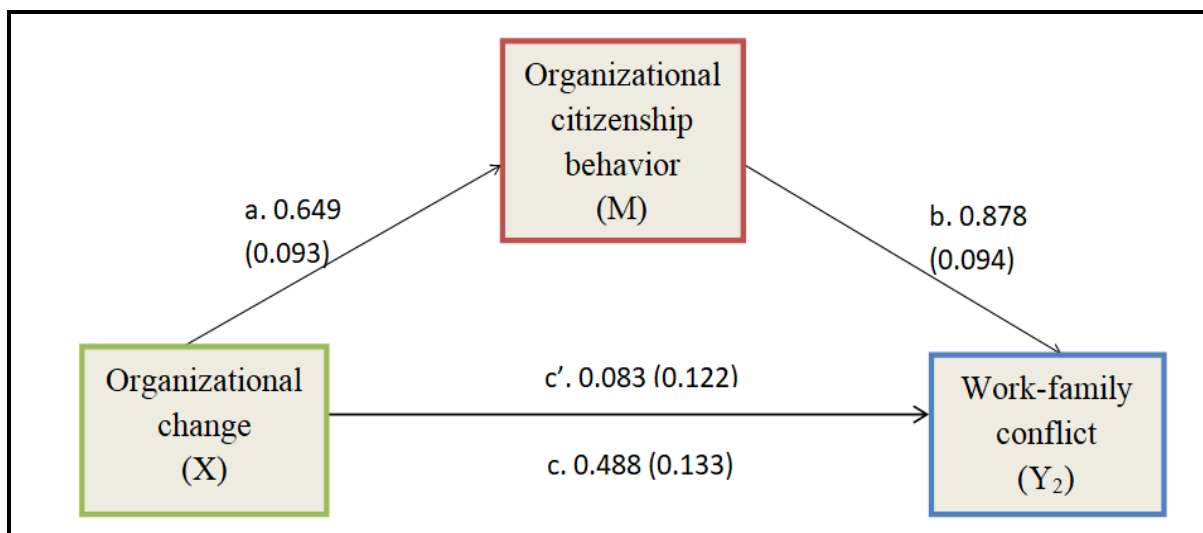 Organizational
citizenship
behavior
(M)
a. 0.649
(0.093)
b. 0.878
(0.094)
Organizational
change
(X)
c’. 0.083 (0.122)
c. 0.488 (0.133)
Work-family
conflict
(Y₂)